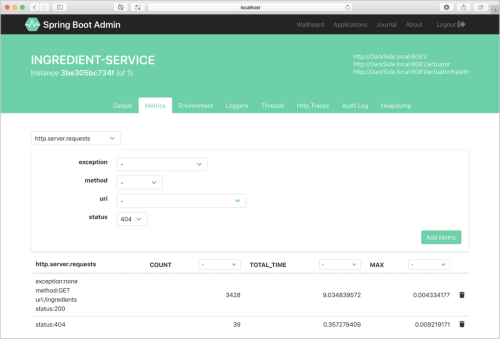 localhost
Spring Boot Admin
Wallboard Applications Journal About Logout
INGREDIENT-SERVICE
Instance 3be305bc734f (of 1)
http://DarkSide.local:8081/
http://DarkSide.local:8081/actuator
http://DarkSide.local:8081/actuator/health
Details Metrics Environment Loggers Threads Http Traces Audit Log Heapdump
http.server.requests
exception -
method -
uri -
status 404
Add Metric
http.server.requests COUNT - TOTAL_TIME - MAX -
exception:none
method:GET
uri:/ingredients
status:200
3428 9.034839572 0.004334177
status:404 39 0.357279409 0.009219171